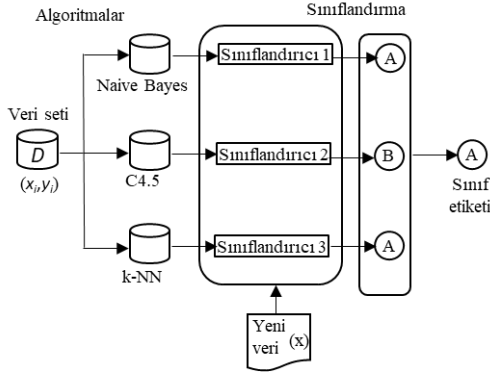 Algoritmalar
Sınıflandırma
Naive Bayes
Sınıflandırıcı 1
A
Veri seti
D
(xi,yi)
C4.5
Sınıflandırıcı 2
B
A
Sınıf
etiketi
k-NN
Sınıflandırıcı 3
A
Yeni
veri (x)